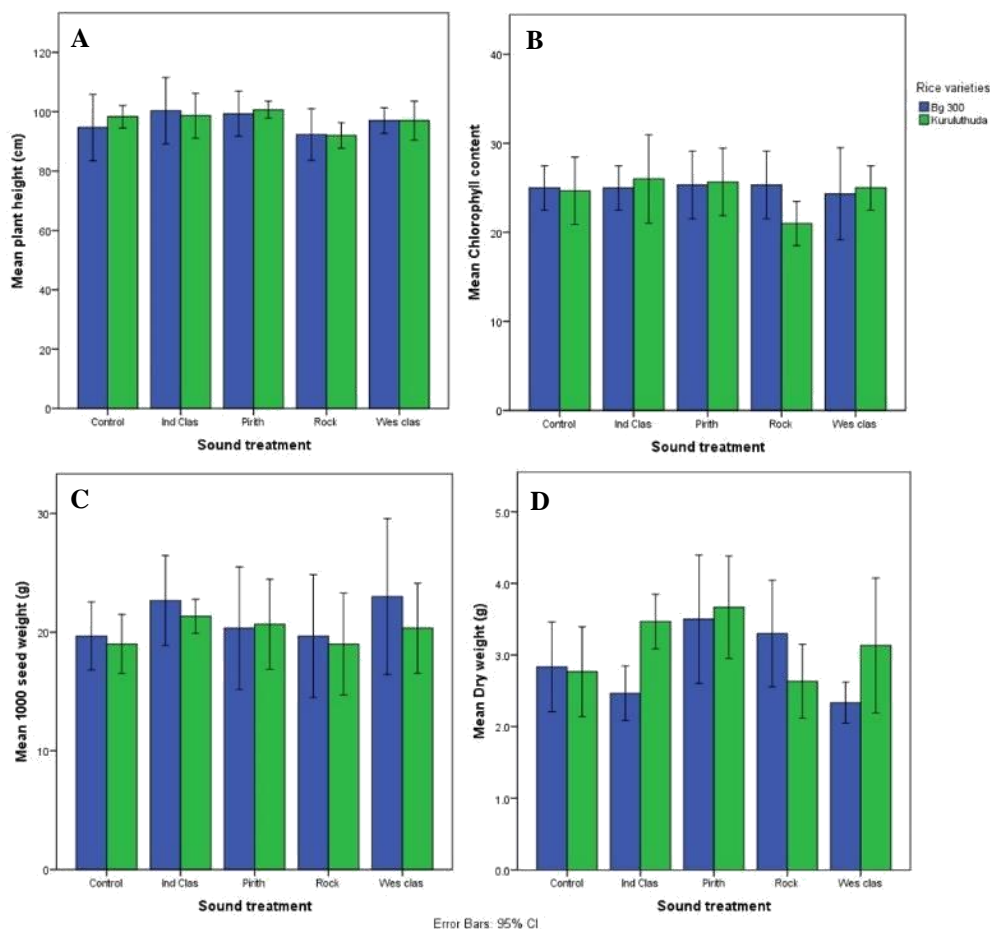 A
Mean plant height (cm)
120
100
80
60
40
20
0
Control Ind Clas Pirith Rock Wes clas
Sound treatment
B
Mean Chlorophyll content
40
30
20
10
0
Control Ind Clas Pirith Rock Wes clas
Sound treatment
Rice varieties
Bg 300
Kuruluthuda
C
Mean 1000 seed weight (g)
30
20
10
0
Control Ind Clas Pirith Rock Wes clas
Sound treatment
D
Mean Dry weight (g)
5.0
4.0
3.0
2.0
1.0
0.0
Control Ind Clas Pirith Rock Wes clas
Sound treatment
Error Bars: 95% CI